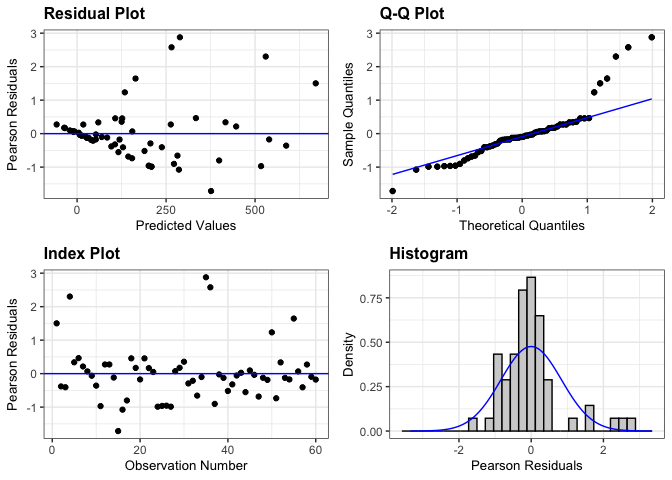 Residual Plot
Pearson Residuals
3
2
1
0
-1
0
250
500
Predicted Values
Q-Q Plot
Sample Quantiles
3
2
1
0
-1
-2
-1
0
1
2
Theoretical Quantiles
Index Plot
Pearson Residuals
3
2
1
0
-1
0
20
40
60
Observation Number
Histogram
Density
0.75
0.50
0.25
0.00
-2
0
2
Pearson Residuals